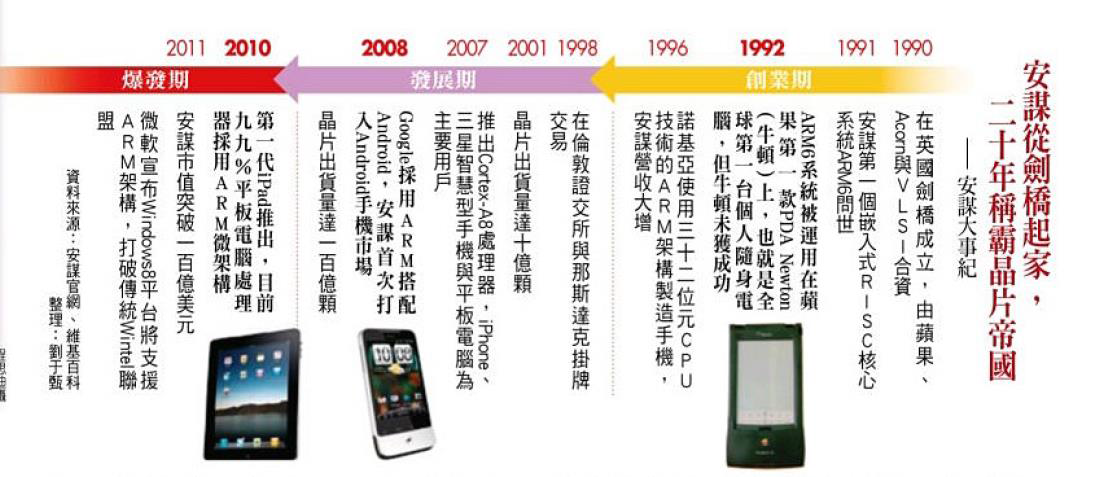 安謀從劍橋起家，
二十年稱霸晶片帝國
——安謀大事紀
創業期
1990
在英國劍橋成立，由蘋果、
Acorn與VLSI合資
1991
安謀第一個嵌入式RISC核心
系統ARM6問世
1992
ARM6系統被運用在蘋
果第一款PDA Newton
（牛頓）上，也就是全
球第一台個人隨身電
腦，但牛頓未獲成功
1996
諾基亞使用三十二位元CPU
技術的ARM架構製造手機，
安謀營收大增
發展期
1998
在倫敦證交所與那斯達克掛牌
交易
2001
晶片出貨量達十億顆
2007
推出Cortex-A8處理器，iPhone、
三星智慧型手機與平板電腦為
主要用戶
2008
Google採用ARM搭配
Android，安謀首次打
入Android手機市場
晶片出貨量達一百億顆
爆發期
2010
第一代iPad推出，目前
九九％平板電腦處理
器採用ARM微架構
安謀市值突破一百億美元
2011
微軟宣布Windows8平台將支援
ARM架構，打破傳統Wintel聯
盟
資料來源：安謀官網、維基百科
整理：劉于甄